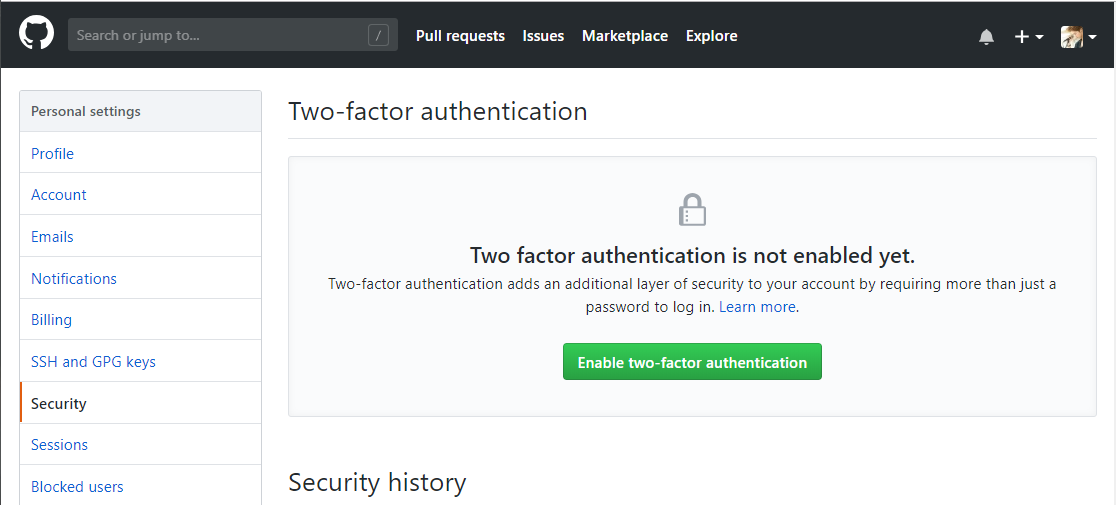 Search or jump to...
/
Pull requests
Issues
Marketplace
Explore
Personal settings
Profile
Account
Emails
Notifications
Billing
SSH and GPG keys
Security
Sessions
Blocked users
Two-factor authentication
Two factor authentication is not enabled yet.
Two-factor authentication adds an additional layer of security to your account by requiring more than just a
password to log in. Learn more.
Enable two-factor authentication
Security history